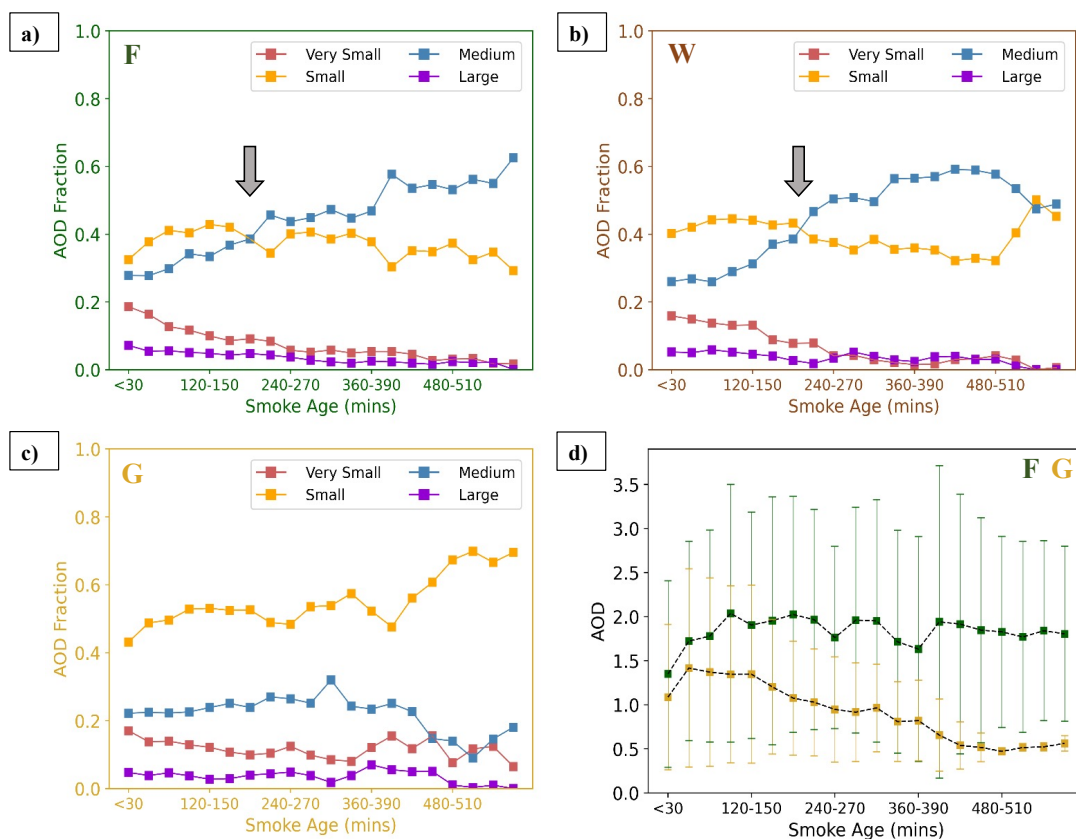 a)
F
Very Small
Medium
Small
Large
1.0
0.8
0.6
0.4
0.2
0.0
AOD Fraction
<30
120-150
240-270
360-390
480-510
Smoke Age (mins)
b)
W
Very Small
Medium
Small
Large
1.0
0.8
0.6
0.4
0.2
0.0
AOD Fraction
<30
120-150
240-270
360-390
480-510
Smoke Age (mins)
c)
G
Very Small
Medium
Small
Large
1.0
0.8
0.6
0.4
0.2
0.0
AOD Fraction
<30
120-150
240-270
360-390
480-510
Smoke Age (mins)
d)
F G
3.5
3.0
2.5
2.0
1.5
1.0
0.5
0.0
AOD
<30
120-150
240-270
360-390
480-510
Smoke Age (mins)